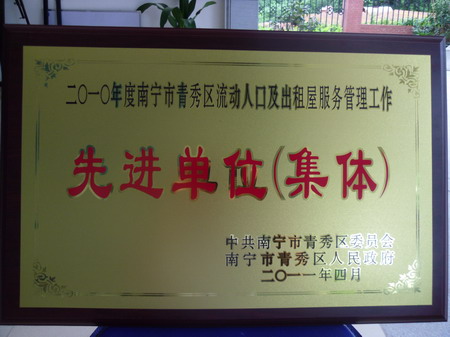 二〇一〇年度南宁市青秀区流动人口及出租屋服务管理工作
先进单位(集体)
中共南宁市青秀区委员会
南宁市青秀区人民政府
二〇一一年四月